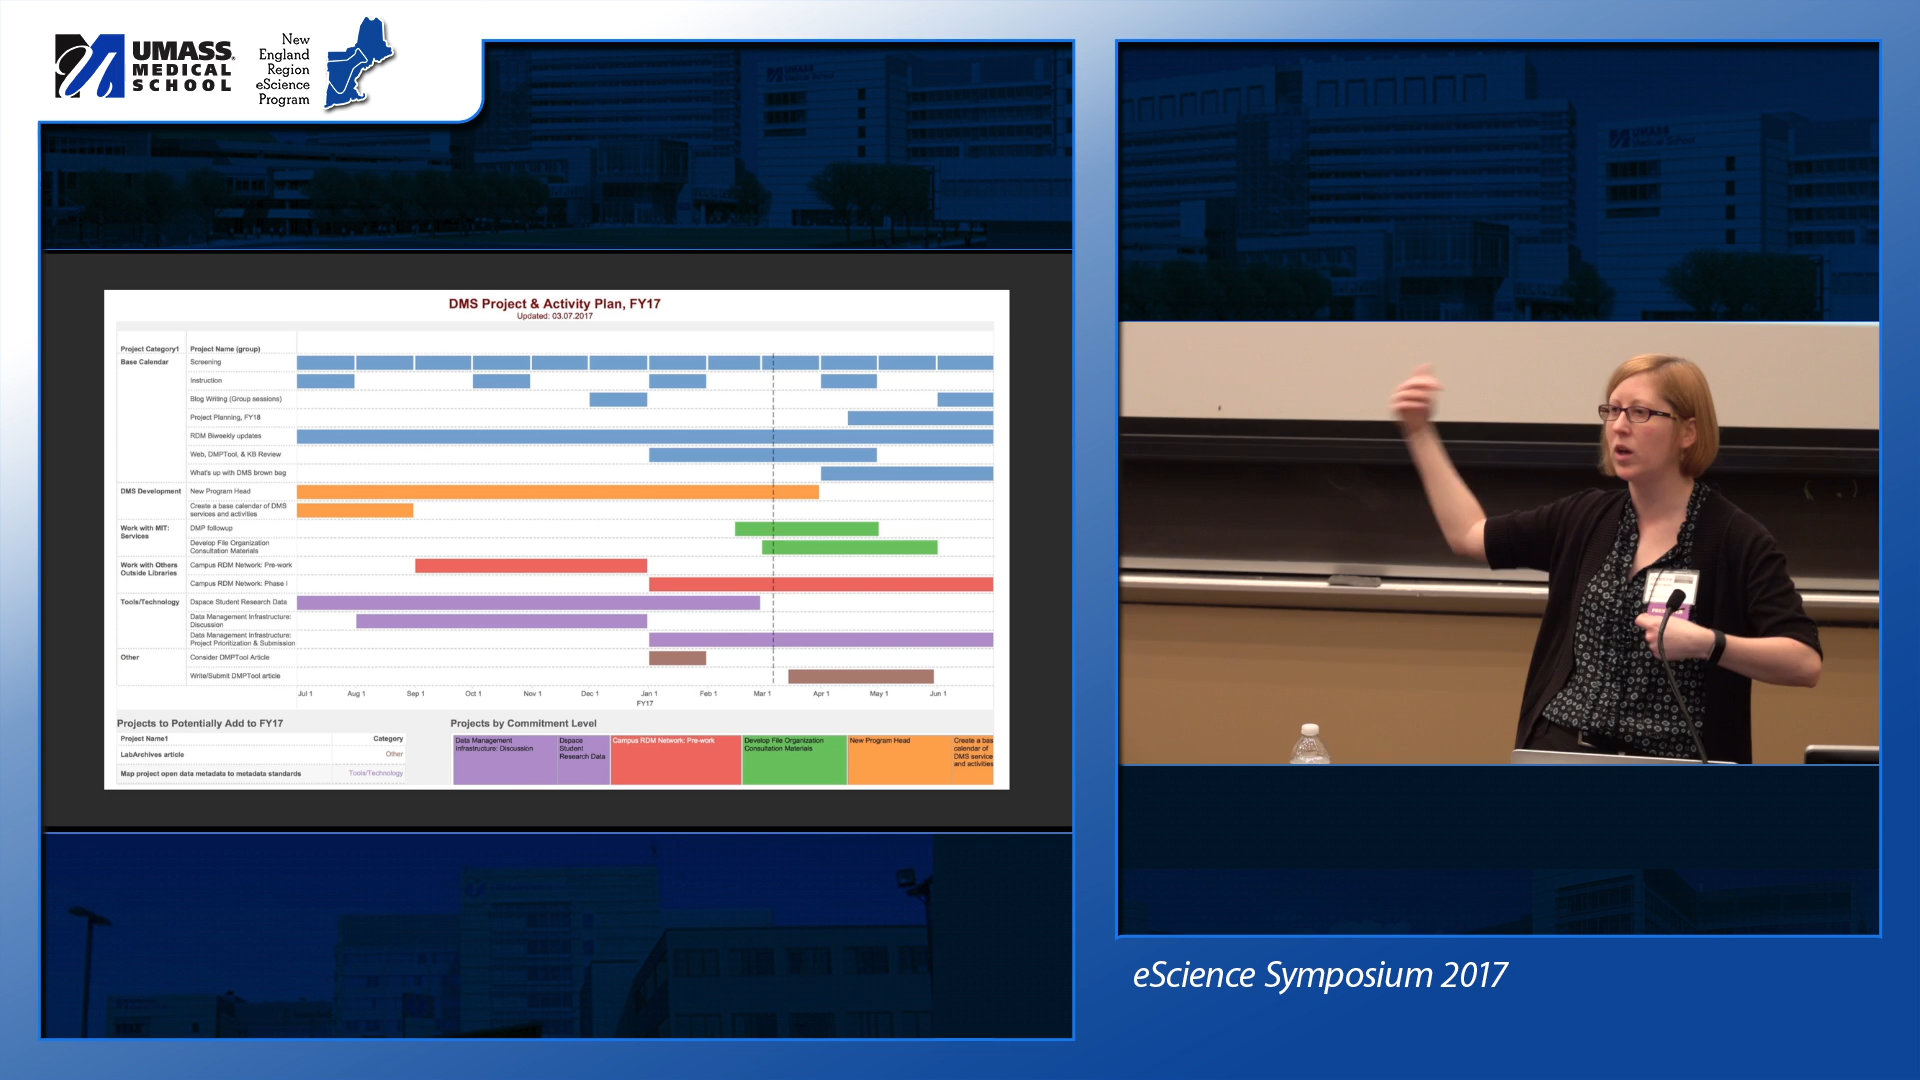 UMASS
MEDICAL
SCHOOL
New
England
Region
eScience
Program
DMS Project & Activity Plan, FY17
Updated: 03.07.2017
Project Category1 Project Name (group)
Base Calendar Screening
Instruction
Blog Writing (Group sessions)
Project Planning, FY18
RDM Biweekly updates
Web, DMPTool, & KB Review
What's up with DMS brown bag
DMS Development New Program Head
Create a base calendar of DMS
services and activities
Work with MIT: DMP followup
Services
Develop File Organization
Consultation Materials
Work with Others Campus RDM Network: Pre-work
Outside Libraries
Campus RDM Network: Phase I
Tools/Technology Dspace Student Research Data
Data Management Infrastructure:
Discussion
Data Management Infrastructure:
Project Prioritization & Submission
Other Consider DMPTool Article
Write/Submit DMPTool article
Jul 1 Aug 1 Sep 1 Oct 1 Nov 1 Dec 1 Jan 1 Feb 1 Mar 1 Apr 1 May 1 Jun 1
FY17
Projects to Potentially Add to FY17
Project Name1 Category
LabArchives article Other
Map project open data metadata to metadata standards Tools/Technology
Projects by Commitment Level
Data Management
Infrastructure: Discussion
Dspace
Student
Research Data
Campus RDM Network: Pre-work
Develop File Organization
Consultation Materials
New Program Head
Create a bas
calendar of
DMS service
and activities
eScience Symposium 2017